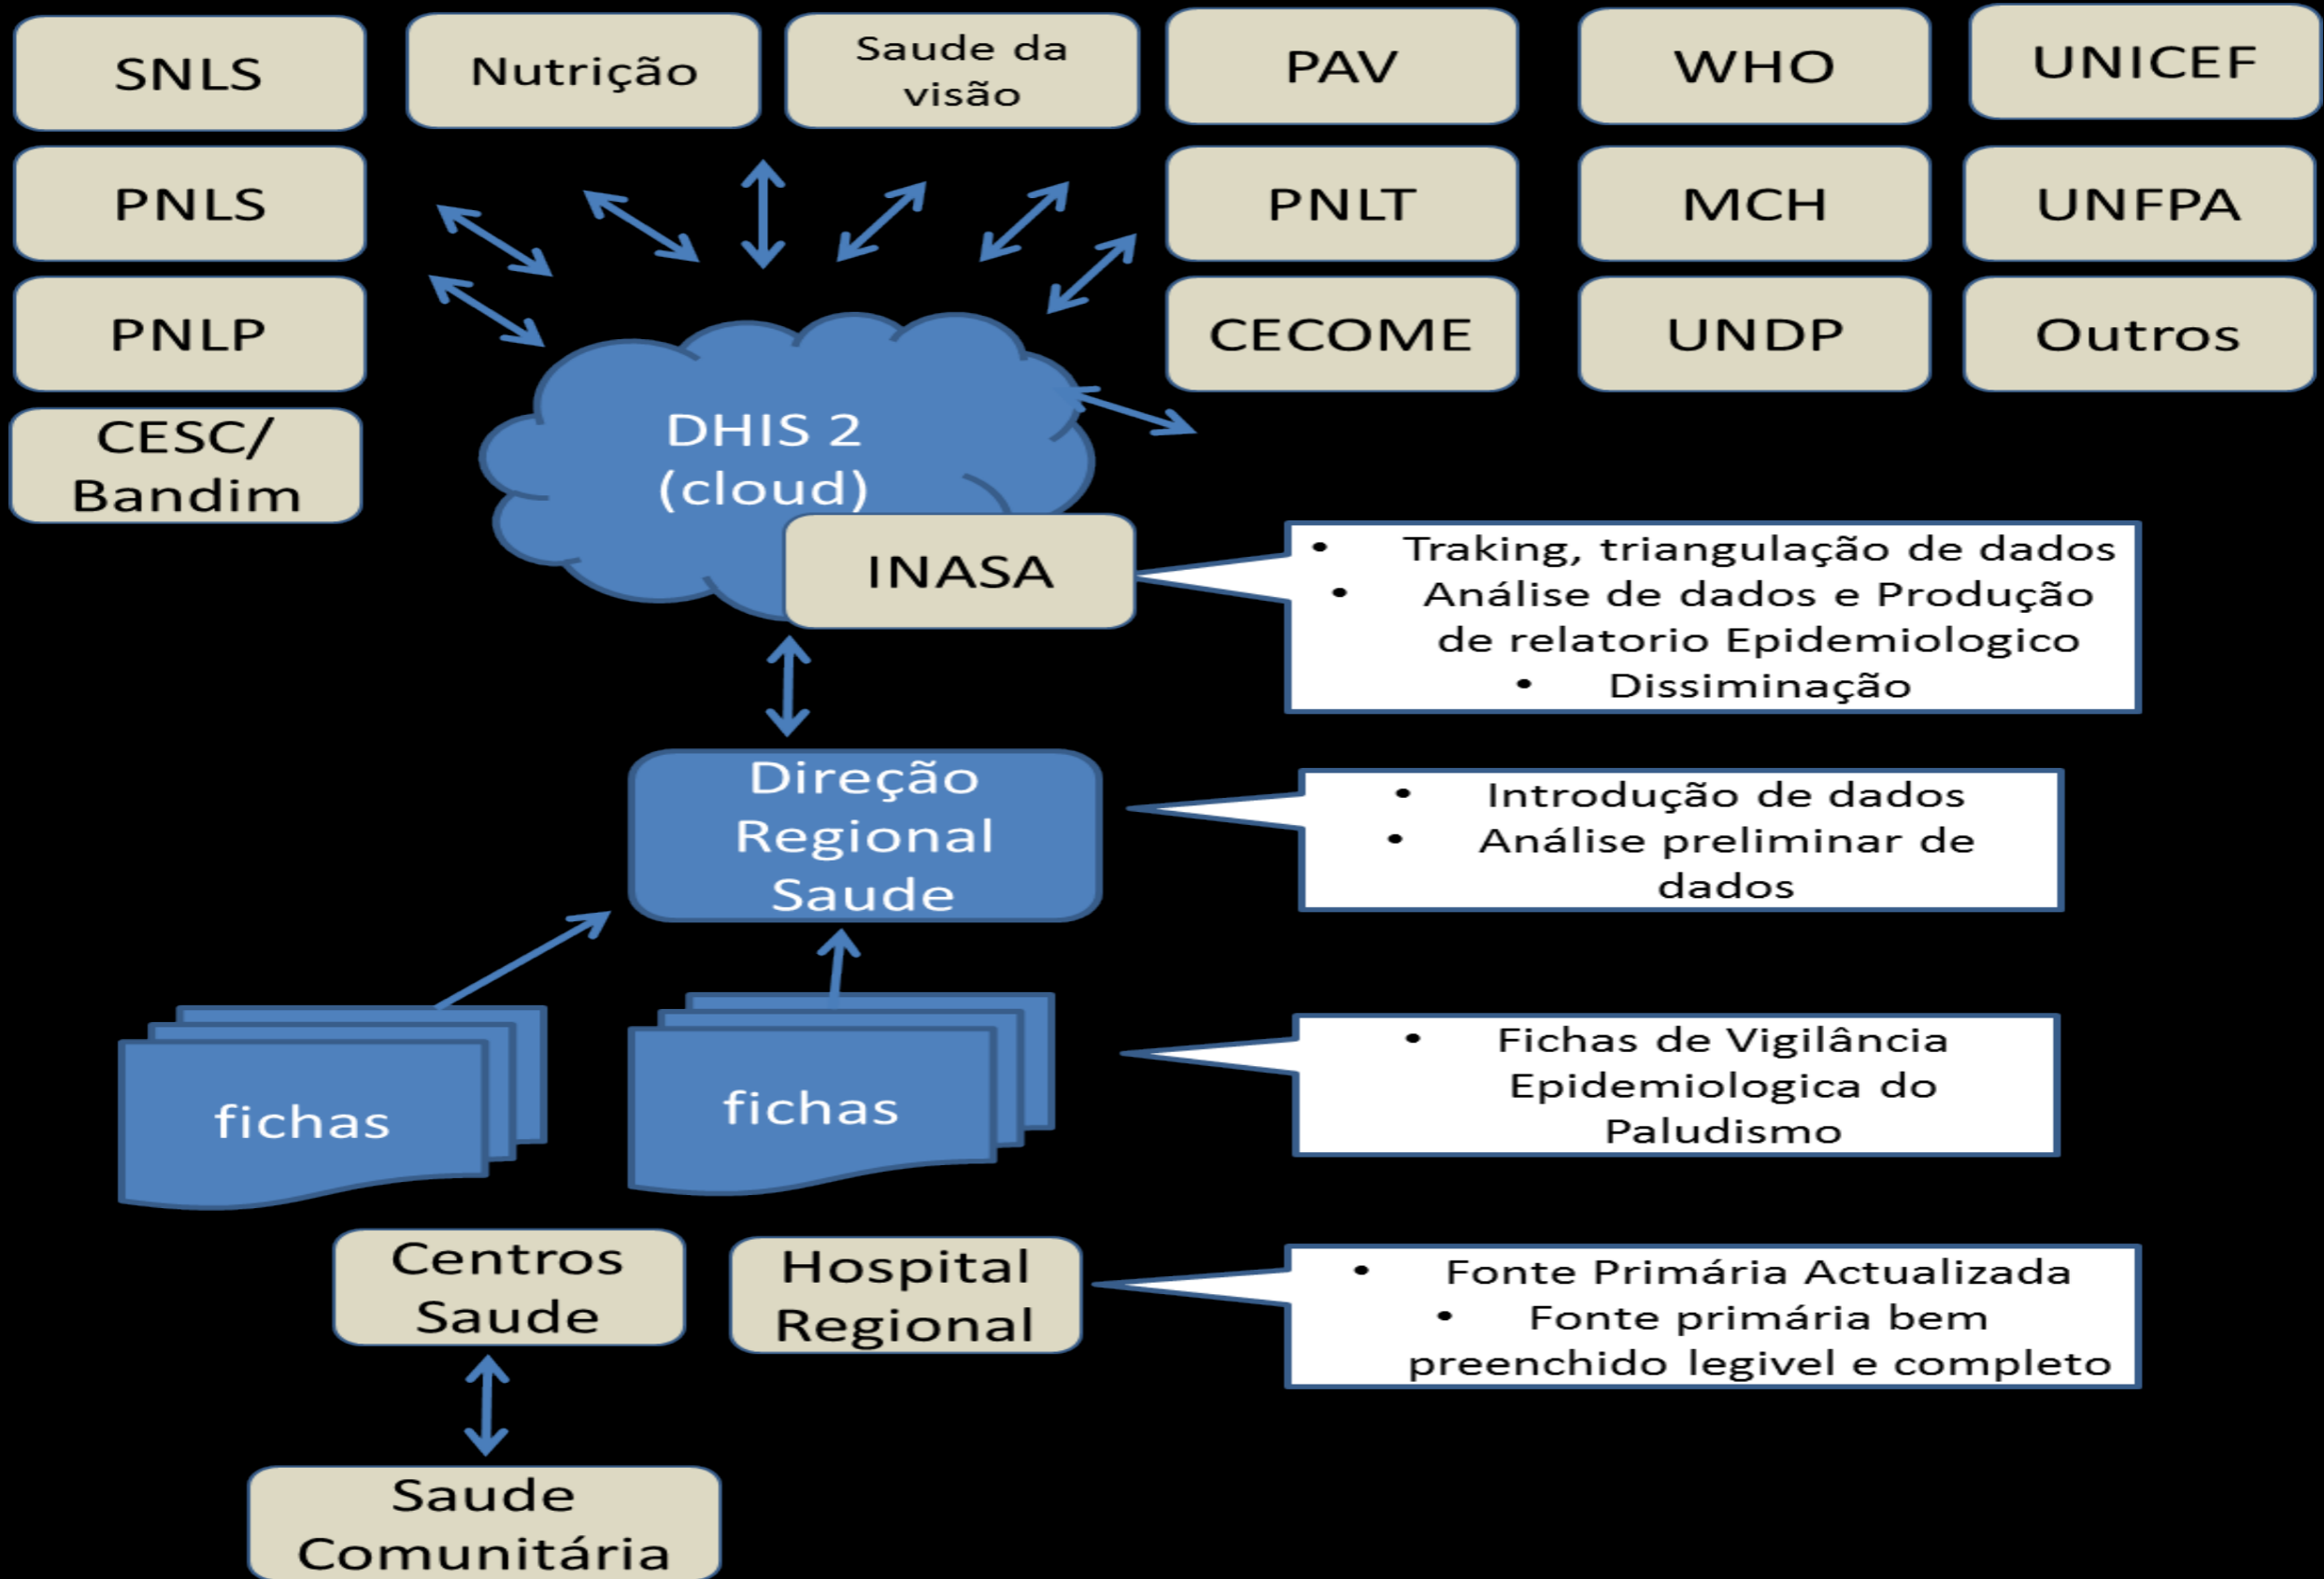 SNLS
Nutrição
Saude da
visão
PAV
WHO
UNICEF
PNLS
PNLT
MCH
UNFPA
PNLP
CECOME
UNDP
Outros
CESC/
Bandim
DHIS 2
(cloud)
INASA
• Traking, triangulação de dados
• Análise de dados e Produção
de relatorio Epidemiologico
• Dissiminação
Direção
Regional
Saude
• Introdução de dados
• Análise preliminar de
dados
fichas
fichas
• Fichas de Vigilância
Epidemiologica do
Paludismo
Centros
Saude
Hospital
Regional
• Fonte Primária Actualizada
• Fonte primária bem
preenchido legivel e completo
Saude
Comunitária